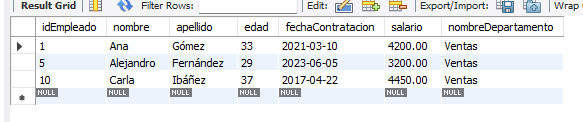 Result Grid Filter Rows: Edit: Export/Import: Wrap
idEmpleado nombre apellido edad fechaContratacion salario nombreDepartamento
1 Ana Gómez 33 2021-03-10 4200.00 Ventas
5 Alejandro Fernández 29 2023-06-05 3200.00 Ventas
10 Carla Ibáñez 37 2017-04-22 4450.00 Ventas
NULL NULL NULL NULL NULL NULL NULL